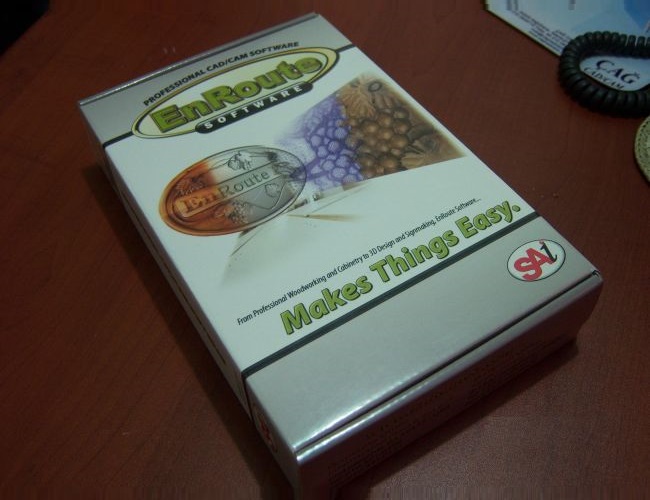 PROFESSIONAL CAD/CAM SOFTWARE
EnRoute
SOFTWARE
EnRoute
From Professional Woodworking and Cabinetry to 3D Design and Signmaking, EnRoute Software...
Makes Things Easy.
SAi
CAG